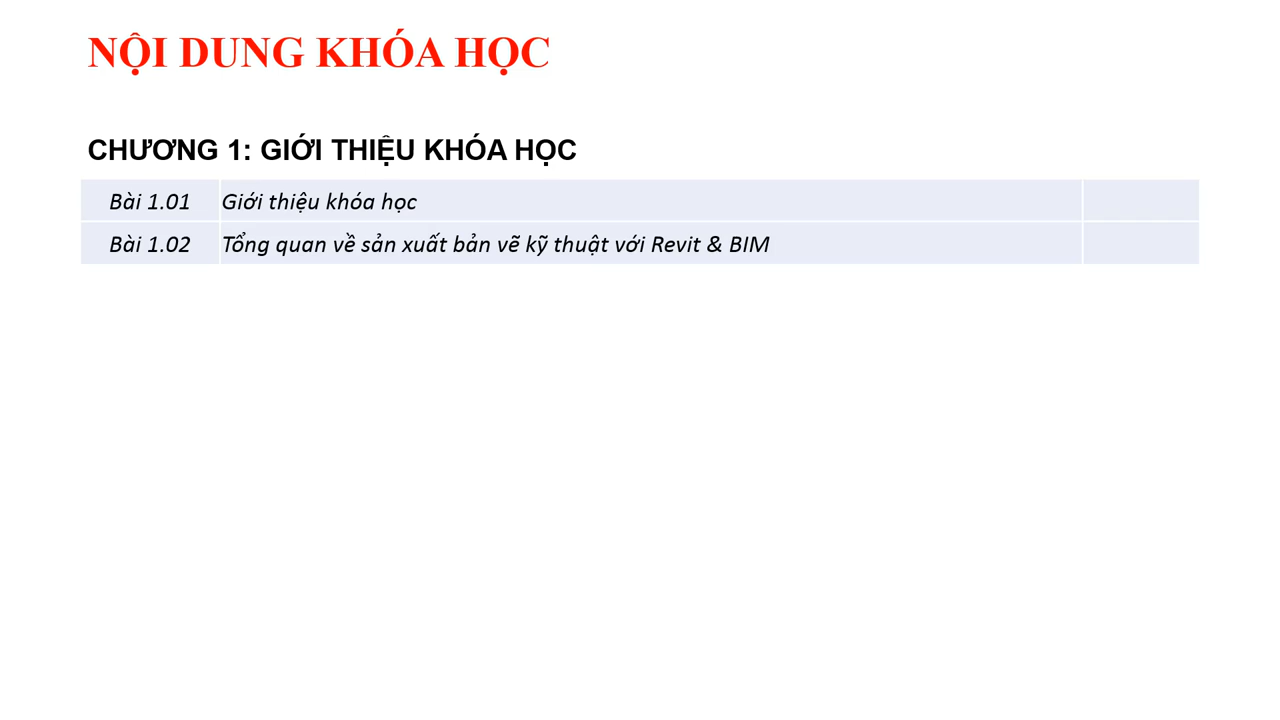 NỘI DUNG KHÓA HỌC
CHƯƠNG 1: GIỚI THIỆU KHÓA HỌC
Bài 1.01 Giới thiệu khóa học
Bài 1.02 Tổng quan về sản xuất bản vẽ kỹ thuật với Revit & BIM